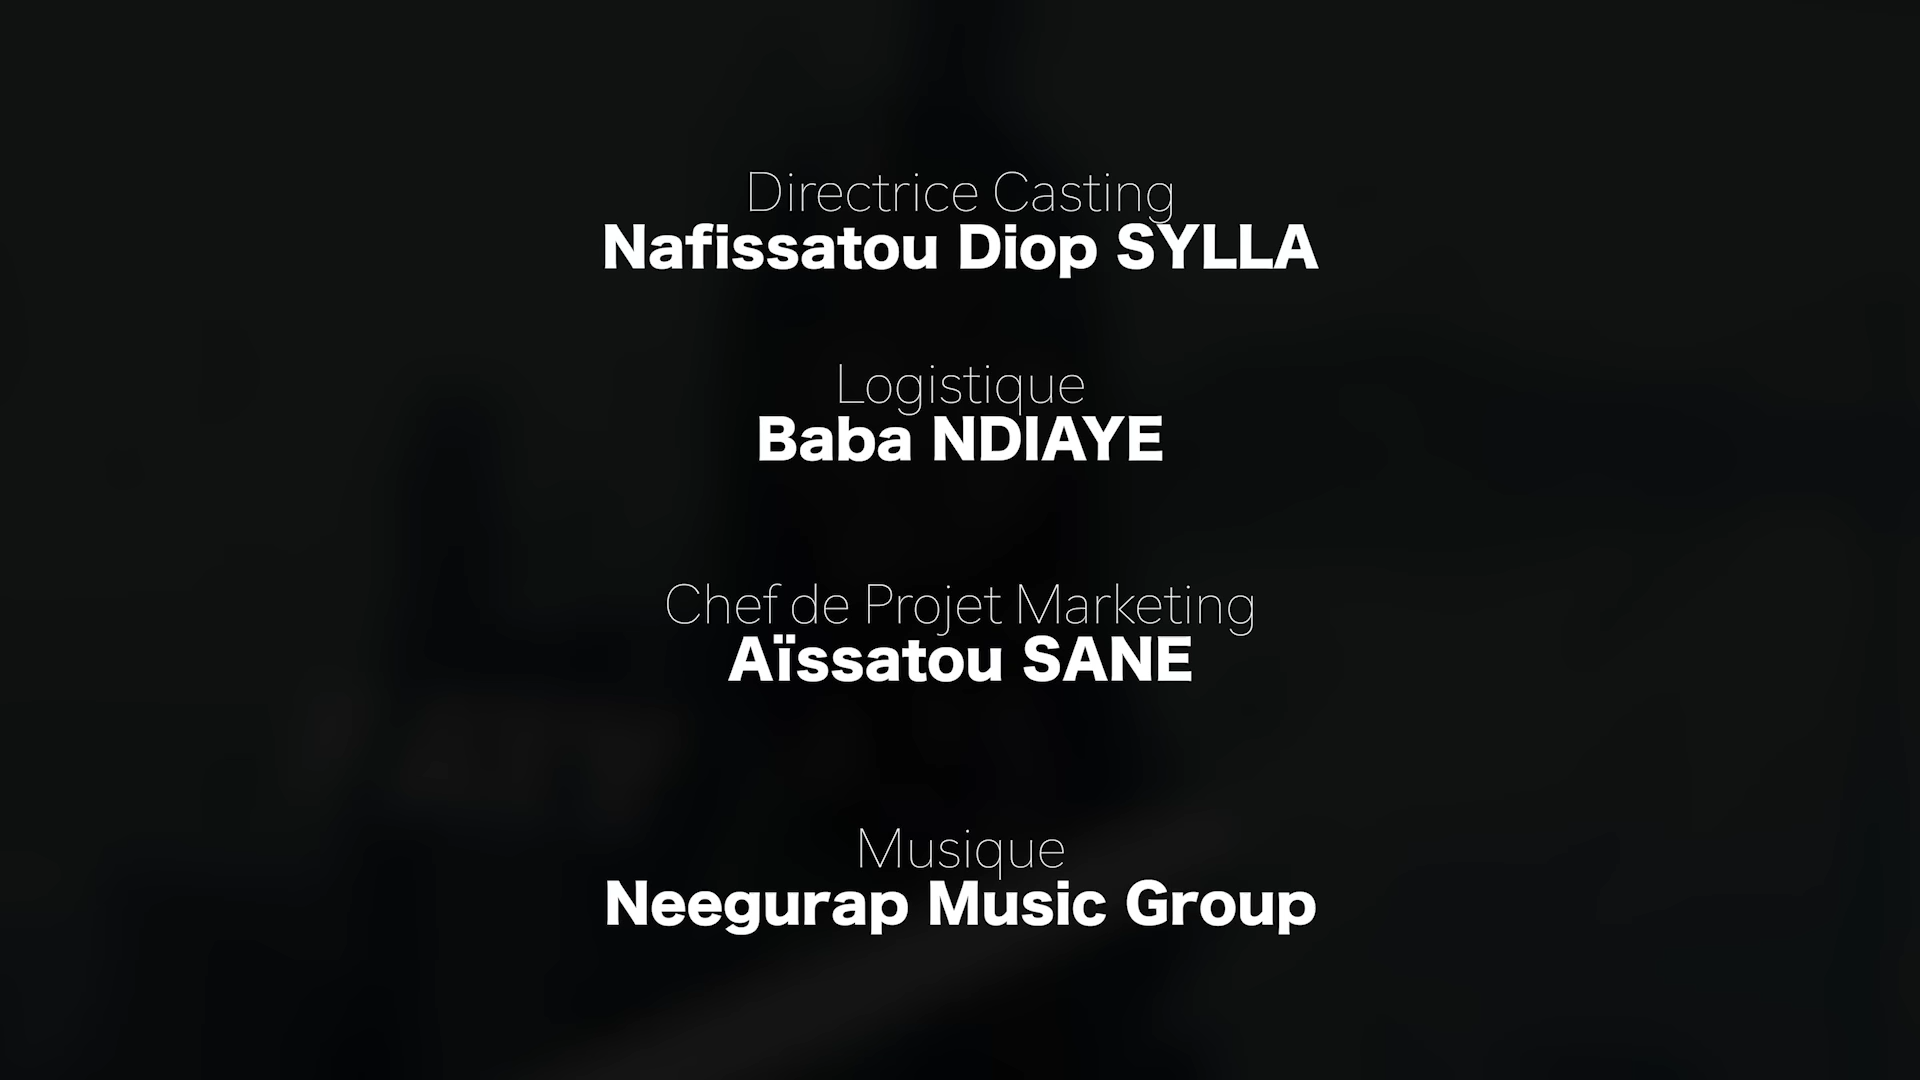 Directrice Casting
Nafissatou Diop SYLLA
Logistique
Baba NDIAYE
Chef de Projet Marketing
Aïssatou SANE
Musique
Neegurap Music Group